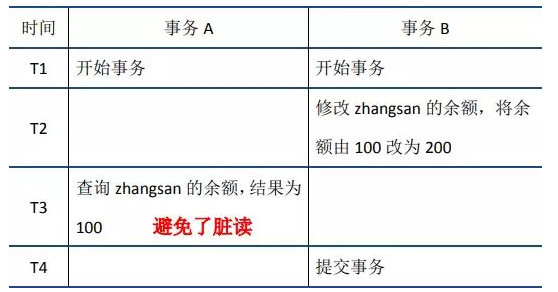 时间 事务 A 事务 B
T1 开始事务 开始事务
T2 修改 zhangsan 的余额，将余
额由 100 改为 200
T3 查询 zhangsan 的余额，结果为
100 避免了脏读
T4 提交事务